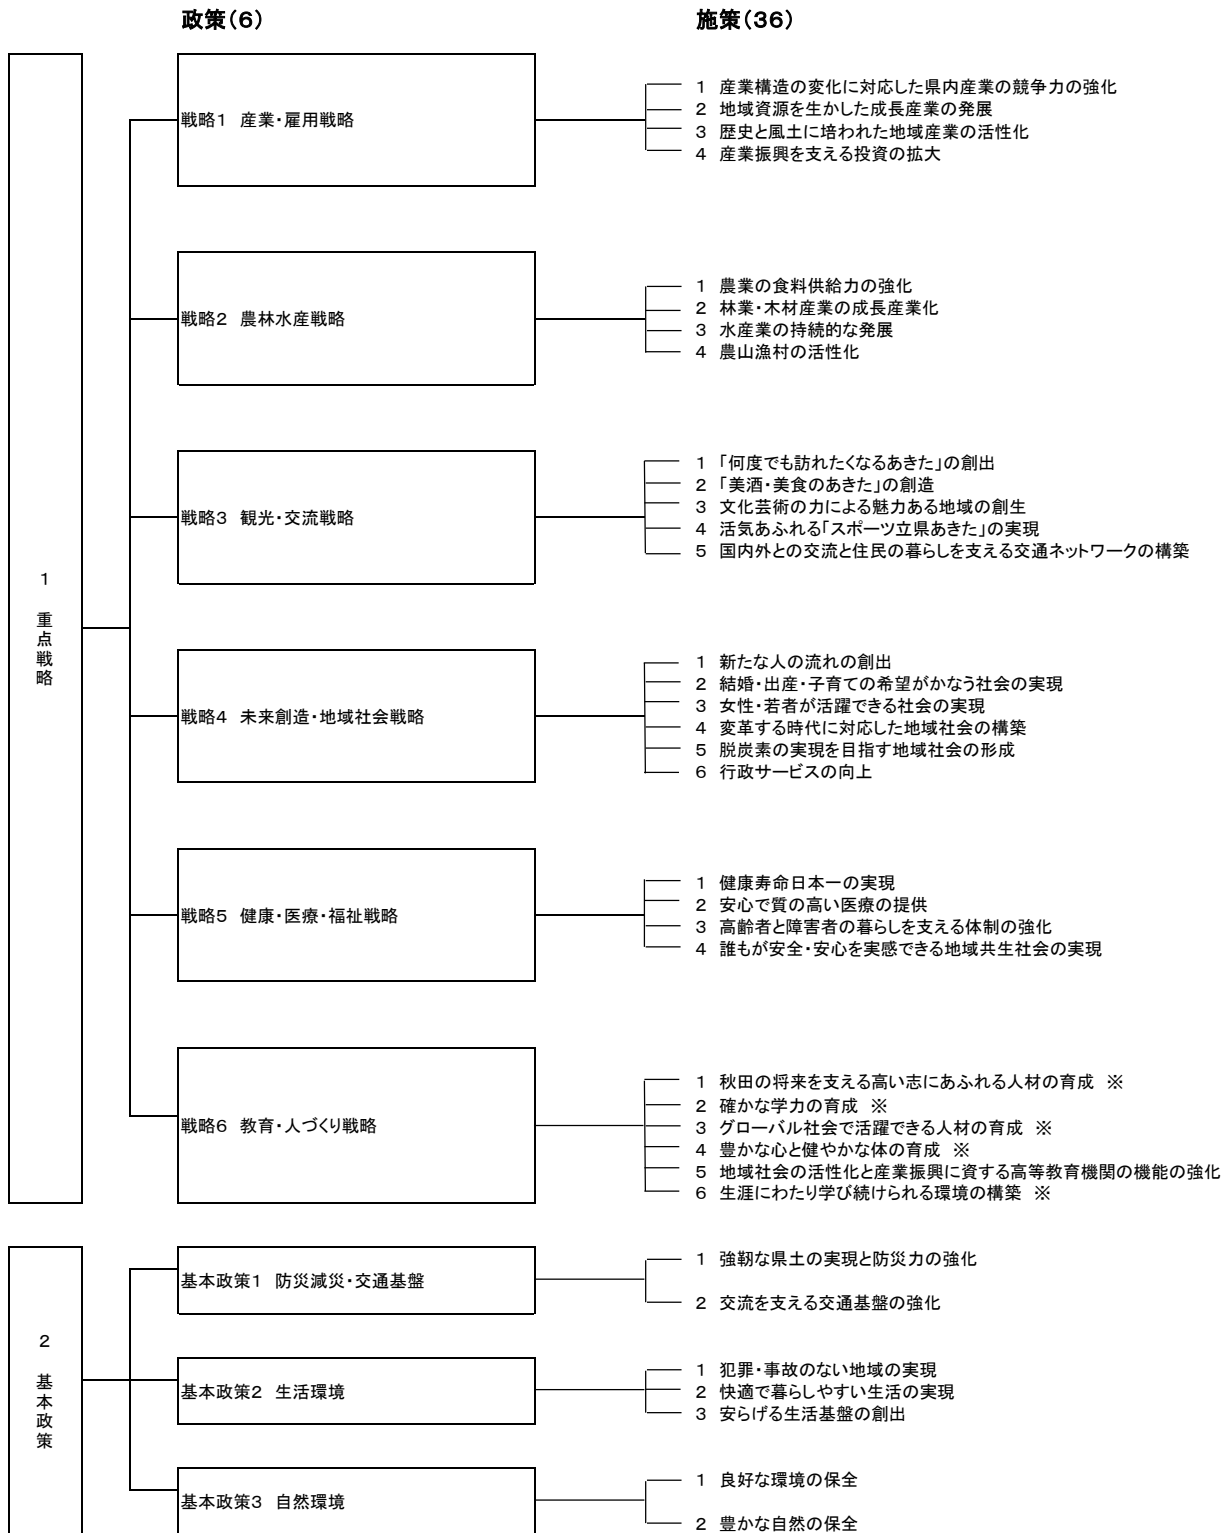 政策(6)
施策(36)
1 重点戦略
戦略1 産業・雇用戦略
1 産業構造の変化に対応した県内産業の競争力の強化
2 地域資源を生かした成長産業の発展
3 歴史と風土に培われた地域産業の活性化
4 産業振興を支える投資の拡大
戦略2 農林水産戦略
1 農業の食料供給力の強化
2 林業・木材産業の成長産業化
3 水産業の持続的な発展
4 農山漁村の活性化
戦略3 観光・交流戦略
1 「何度でも訪れたくなるあきた」の創出
2 「美酒・美食のあきた」の創造
3 文化芸術の力による魅力ある地域の創生
4 活気あふれる「スポーツ立県あきた」の実現
5 国内外との交流と住民の暮らしを支える交通ネットワークの構築
戦略4 未来創造・地域社会戦略
1 新たな人の流れの創出
2 結婚・出産・子育ての希望がかなう社会の実現
3 女性・若者が活躍できる社会の実現
4 変革する時代に対応した地域社会の構築
5 脱炭素の実現を目指す地域社会の形成
6 行政サービスの向上
戦略5 健康・医療・福祉戦略
1 健康寿命日本一の実現
2 安心で質の高い医療の提供
3 高齢者と障害者の暮らしを支える体制の強化
4 誰もが安全・安心を実感できる地域共生社会の実現
戦略6 教育・人づくり戦略
1 秋田の将来を支える高い志にあふれる人材の育成 ※
2 確かな学力の育成 ※
3 グローバル社会で活躍できる人材の育成 ※
4 豊かな心と健やかな体の育成 ※
5 地域社会の活性化と産業振興に資する高等教育機関の機能の強化
6 生涯にわたり学び続けられる環境の構築 ※
2 基本政策
基本政策1 防災減災・交通基盤
1 強靭な県土の実現と防災力の強化
2 交流を支える交通基盤の強化
基本政策2 生活環境
1 犯罪・事故のない地域の実現
2 快適で暮らしやすい生活の実現
3 安らげる生活基盤の創出
基本政策3 自然環境
1 良好な環境の保全
2 豊かな自然の保全